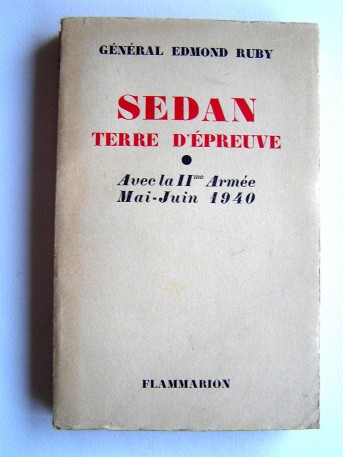 GÉNÉRAL EDMOND RUBY
SEDAN
TERRE D'ÉPREUVE
Avec la IIme Armée
Mai-Juin 1940
FLAMMARION